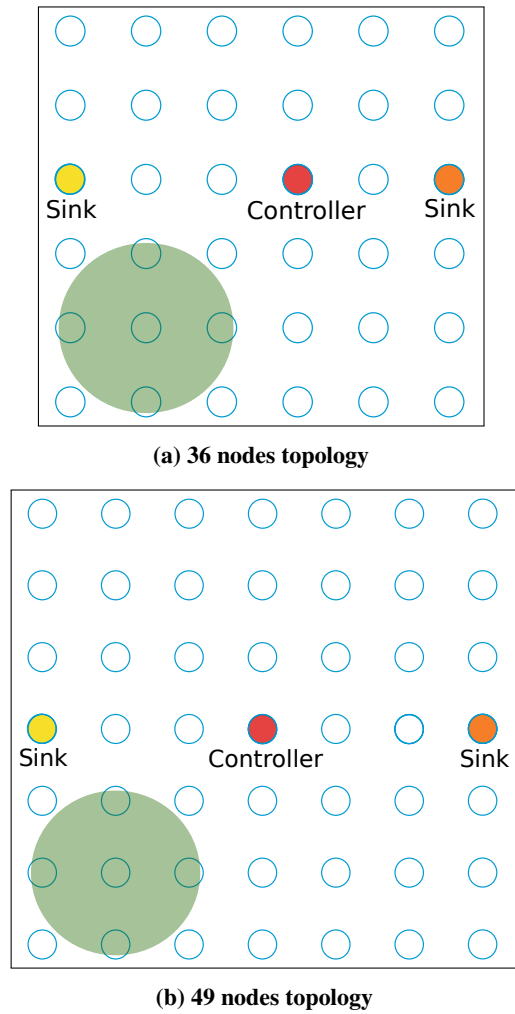 Sink
Controller
Sink
(a) 36 nodes topology
Sink
Controller
Sink
(b) 49 nodes topology